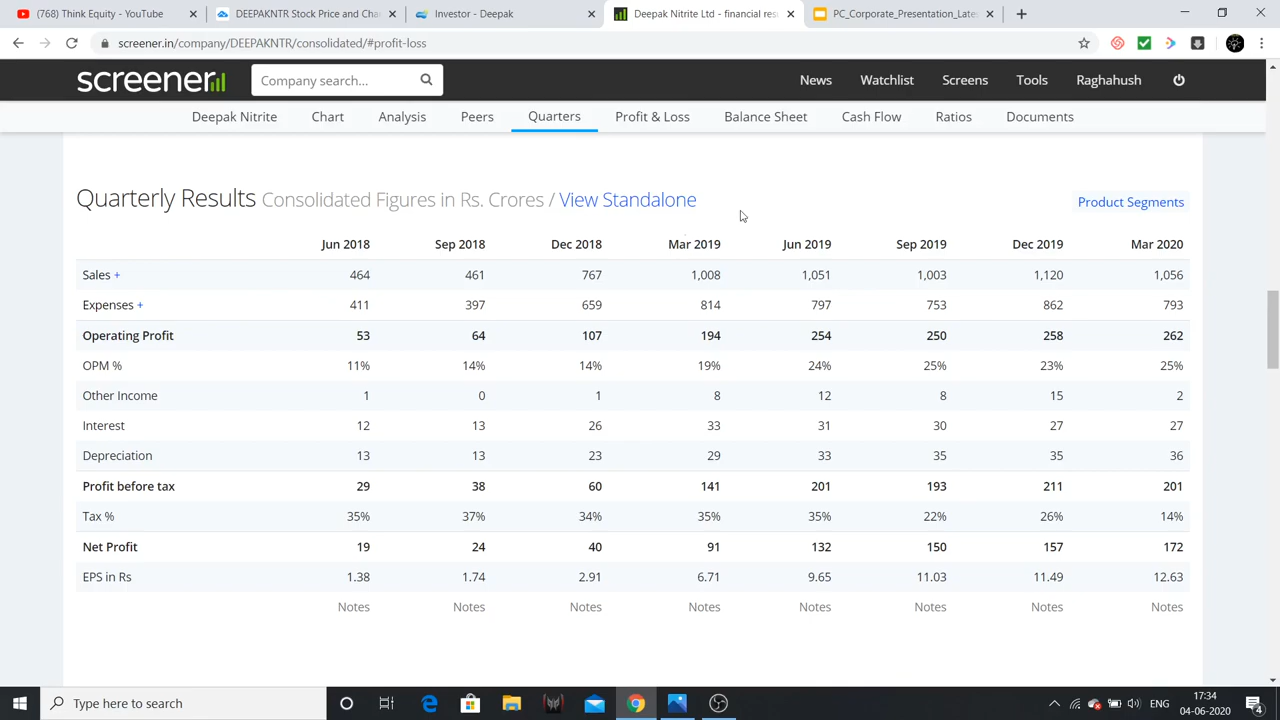 (768) Think Equity - YouTube
DEEPAKNTR Stock Price and Cha
Investor - Deepak
Deepak Nitrite Ltd - financial resu
PC_Corporate_Presentation_Lates
screener.in/company/DEEPAKNTR/consolidated/#profit-loss
screener
Company search...
News Watchlist Screens Tools Raghahush
Deepak Nitrite Chart Analysis Peers Quarters Profit & Loss Balance Sheet Cash Flow Ratios Documents
Quarterly Results Consolidated Figures in Rs. Crores / View Standalone
Product Segments
Jun 2018 Sep 2018 Dec 2018 Mar 2019 Jun 2019 Sep 2019 Dec 2019 Mar 2020
Sales + 464 461 767 1,008 1,051 1,003 1,120 1,056
Expenses + 411 397 659 814 797 753 862 793
Operating Profit 53 64 107 194 254 250 258 262
OPM % 11% 14% 14% 19% 24% 25% 23% 25%
Other Income 1 0 1 8 12 8 15 2
Interest 12 13 26 33 31 30 27 27
Depreciation 13 13 23 29 33 35 35 36
Profit before tax 29 38 60 141 201 193 211 201
Tax % 35% 37% 34% 35% 35% 22% 26% 14%
Net Profit 19 24 40 91 132 150 157 172
EPS in Rs 1.38 1.74 2.91 6.71 9.65 11.03 11.49 12.63
Notes Notes Notes Notes Notes Notes Notes Notes
Type here to search
ENG
17:34
04-06-2020
4